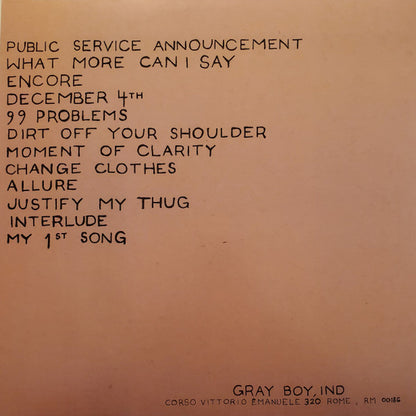 PUBLIC SERVICE ANNOUNCEMENT
WHAT MORE CAN I SAY
ENCORE
DECEMBER 4TH
99 PROBLEMS
DIRT OFF YOUR SHOULDER
MOMENT OF CLARITY
CHANGE CLOTHES
ALLURE
JUSTIFY MY THUG
INTERLUDE
MY 1ST SONG
GRAY BOY, IND
CORSO VITTORIO EMANUELE 320 ROME, RM 00186